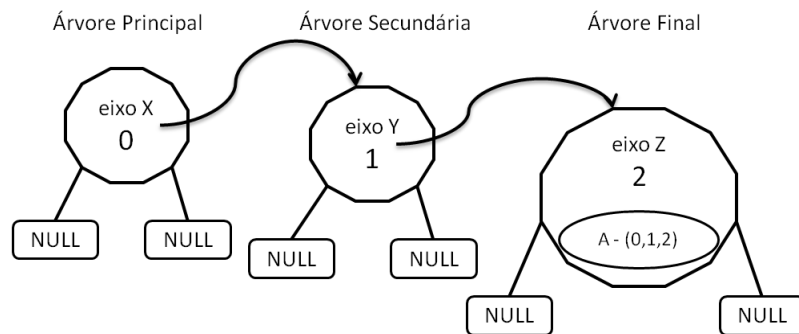 Árvore Principal
Árvore Secundária
Árvore Final
eixo X
0
eixo Y
1
eixo Z
2
A - (0,1,2)
NULL
NULL
NULL
NULL
NULL
NULL